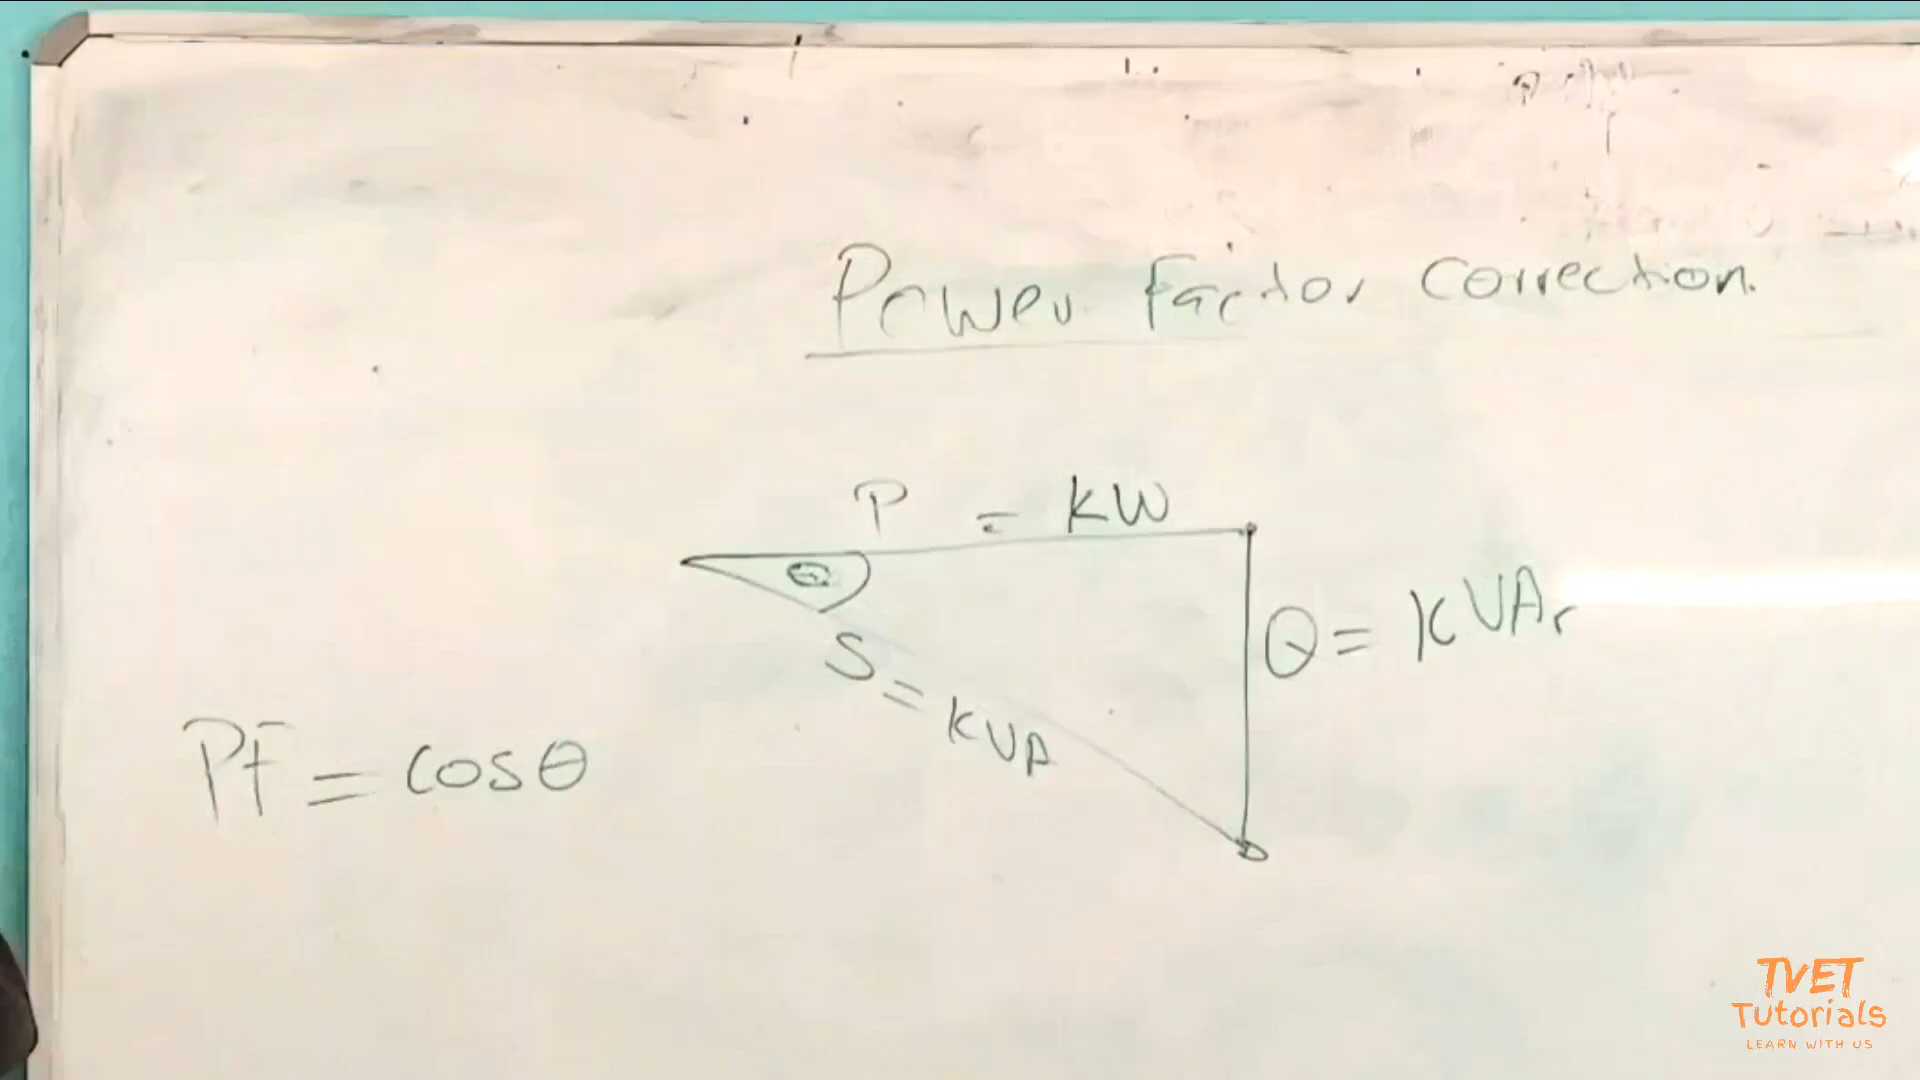 Power Factor Correction.
P = kW
θ
Q = KVAr
S = kVA
PF = cosθ
TVET
Tutorials
LEARN WITH US